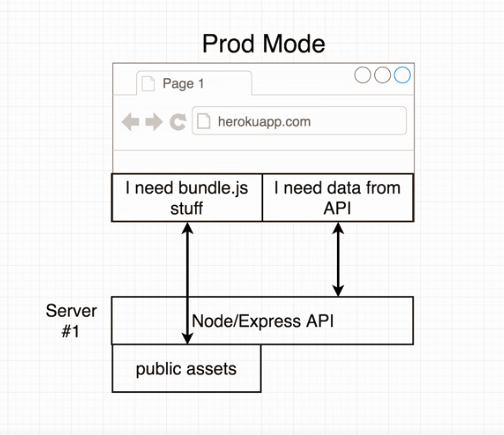 Prod Mode
Page 1
herokuapp.com
I need bundle.js
stuff
I need data from
API
Server
#1
Node/Express API
public assets